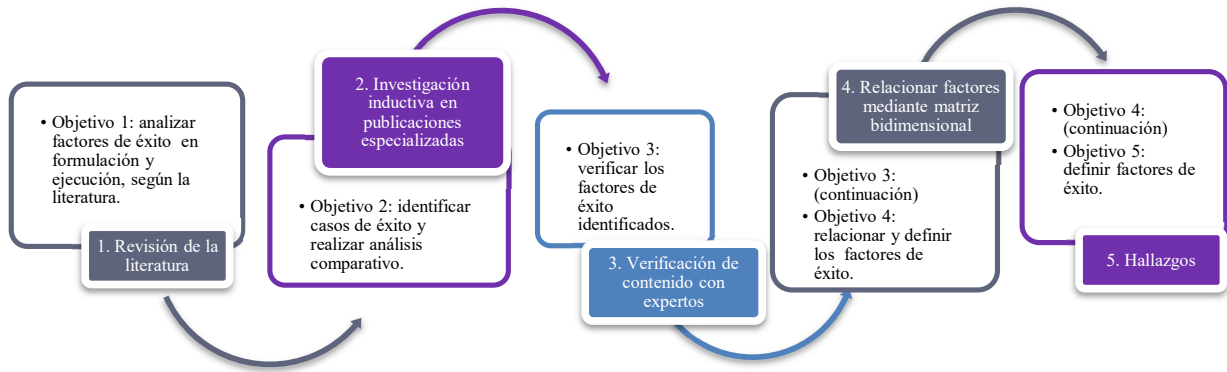 • Objetivo 1: analizar
factores de éxito en
formulación y
ejecución, según la
literatura.
1. Revisión de la
literatura
2. Investigación
inductiva en
publicaciones
especializadas
• Objetivo 2: identificar
casos de éxito y
realizar análisis
comparativo.
• Objetivo 3:
verificar los
factores de
éxito
identificados.
3. Verificación de
contenido con
expertos
4. Relacionar factores
mediante matriz
bidimensional
• Objetivo 3:
(continuación)
• Objetivo 4:
relacionar y definir
los factores de
éxito.
• Objetivo 4:
(continuación)
• Objetivo 5:
definir factores de
éxito.
5. Hallazgos